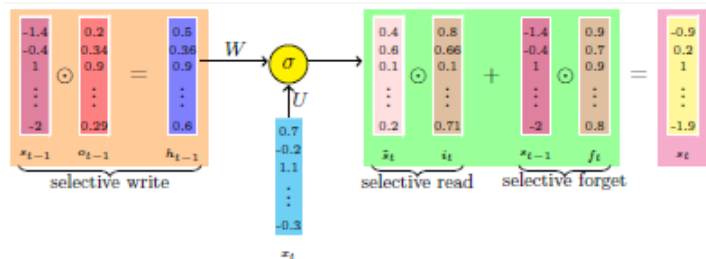 -1.4 0.2 0.5 0.4 0.8 -1.4 0.9 -0.9
-0.4 0.34 0.36 W σ 0.6 0.66 -0.4 0.7 0.2
1 ⊙ 0.9 = 0.9 0.1 ⊙ 0.1 + 1 ⊙ 0.9 = 1
⋮ ⋮ ⋮ U ⋮ ⋮ ⋮ ⋮ ⋮
-2 0.29 0.6 0.2 0.71 -2 0.8 -1.9
s_{t−1} o_{t−1} h_{t−1} s̃_t i_t s_{t−1} f_t s_t
selective write selective read selective forget
0.7
-0.2
1.1
⋮
-0.3
x_t